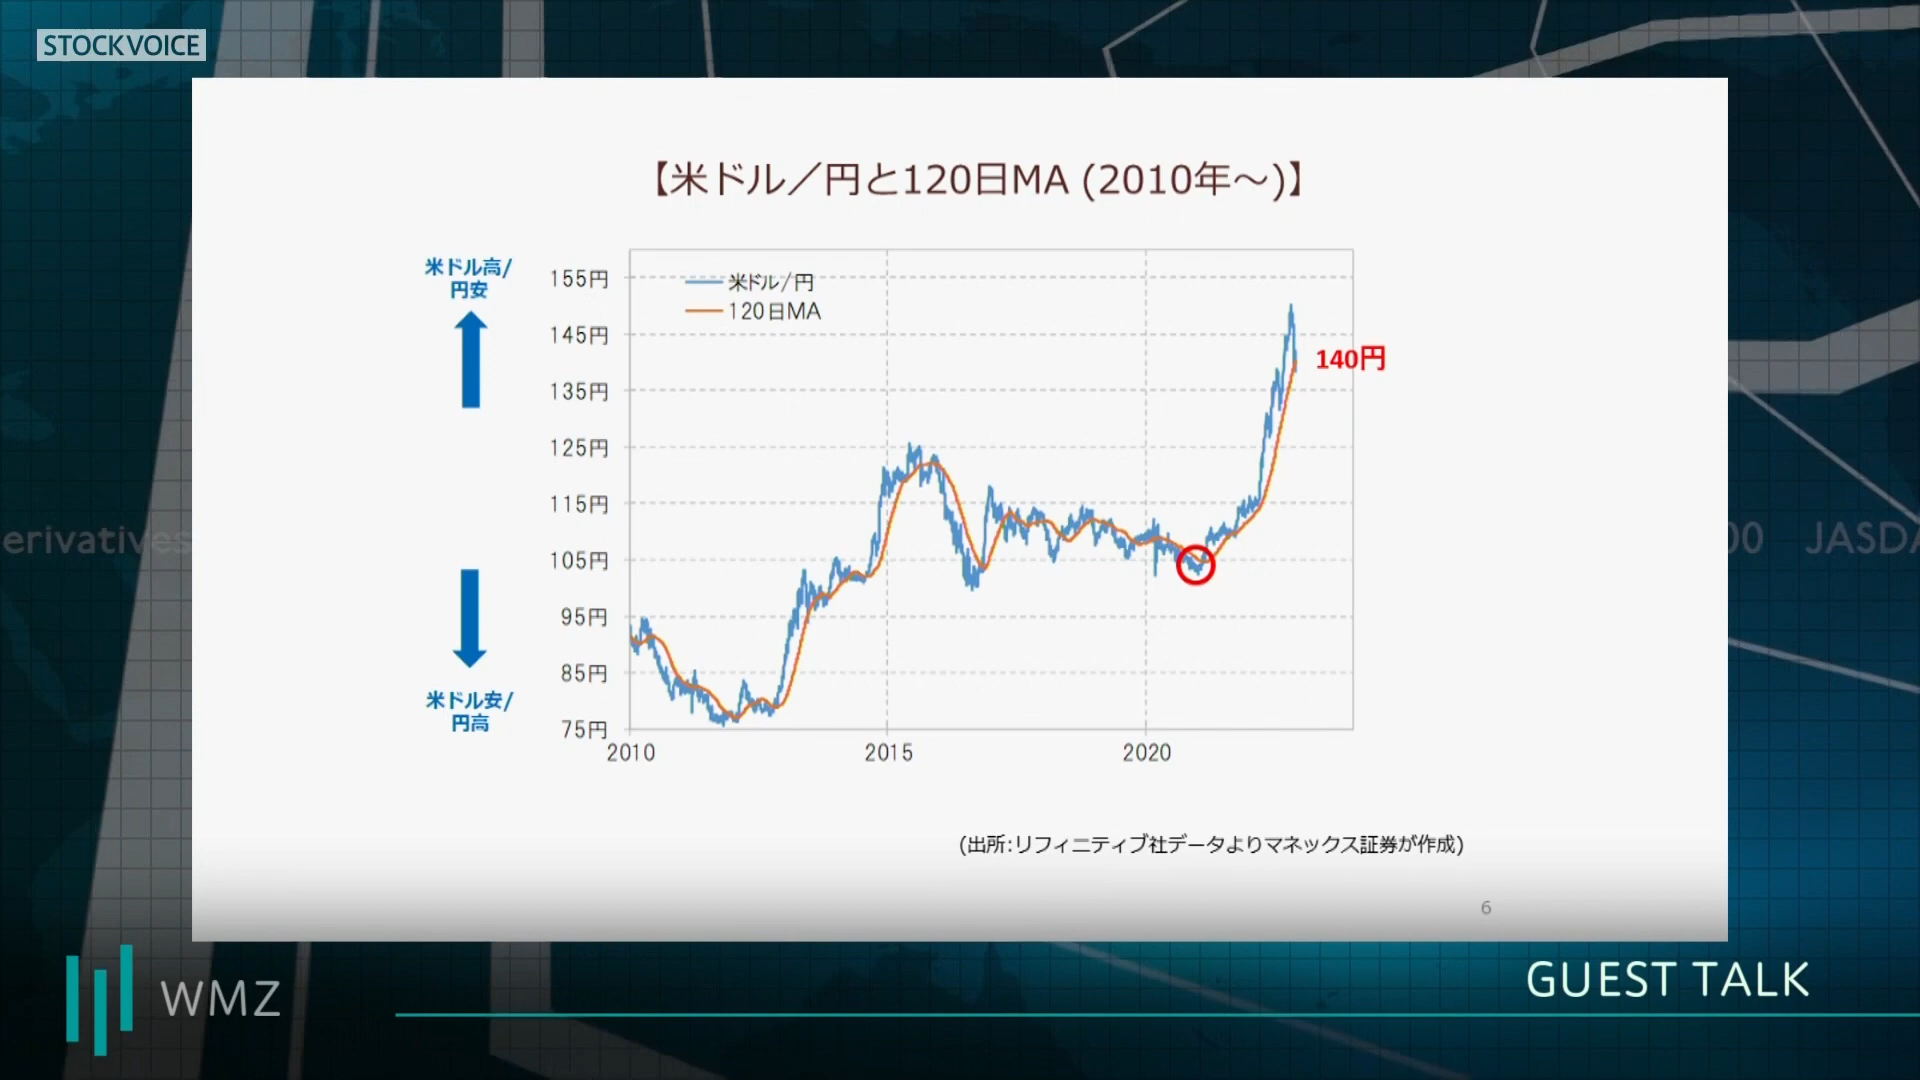 STOCKVOICE
【米ドル／円と120日MA (2010年～)】
米ドル高/
円安
155円
145円
135円
125円
115円
105円
95円
85円
75円
米ドル／円
120日MA
140円
米ドル安/
円高
2010
2015
2020
(出所:リフィニティブ社データよりマネックス証券が作成)
6
erivatives
00 JASDA
WMZ
GUEST TALK